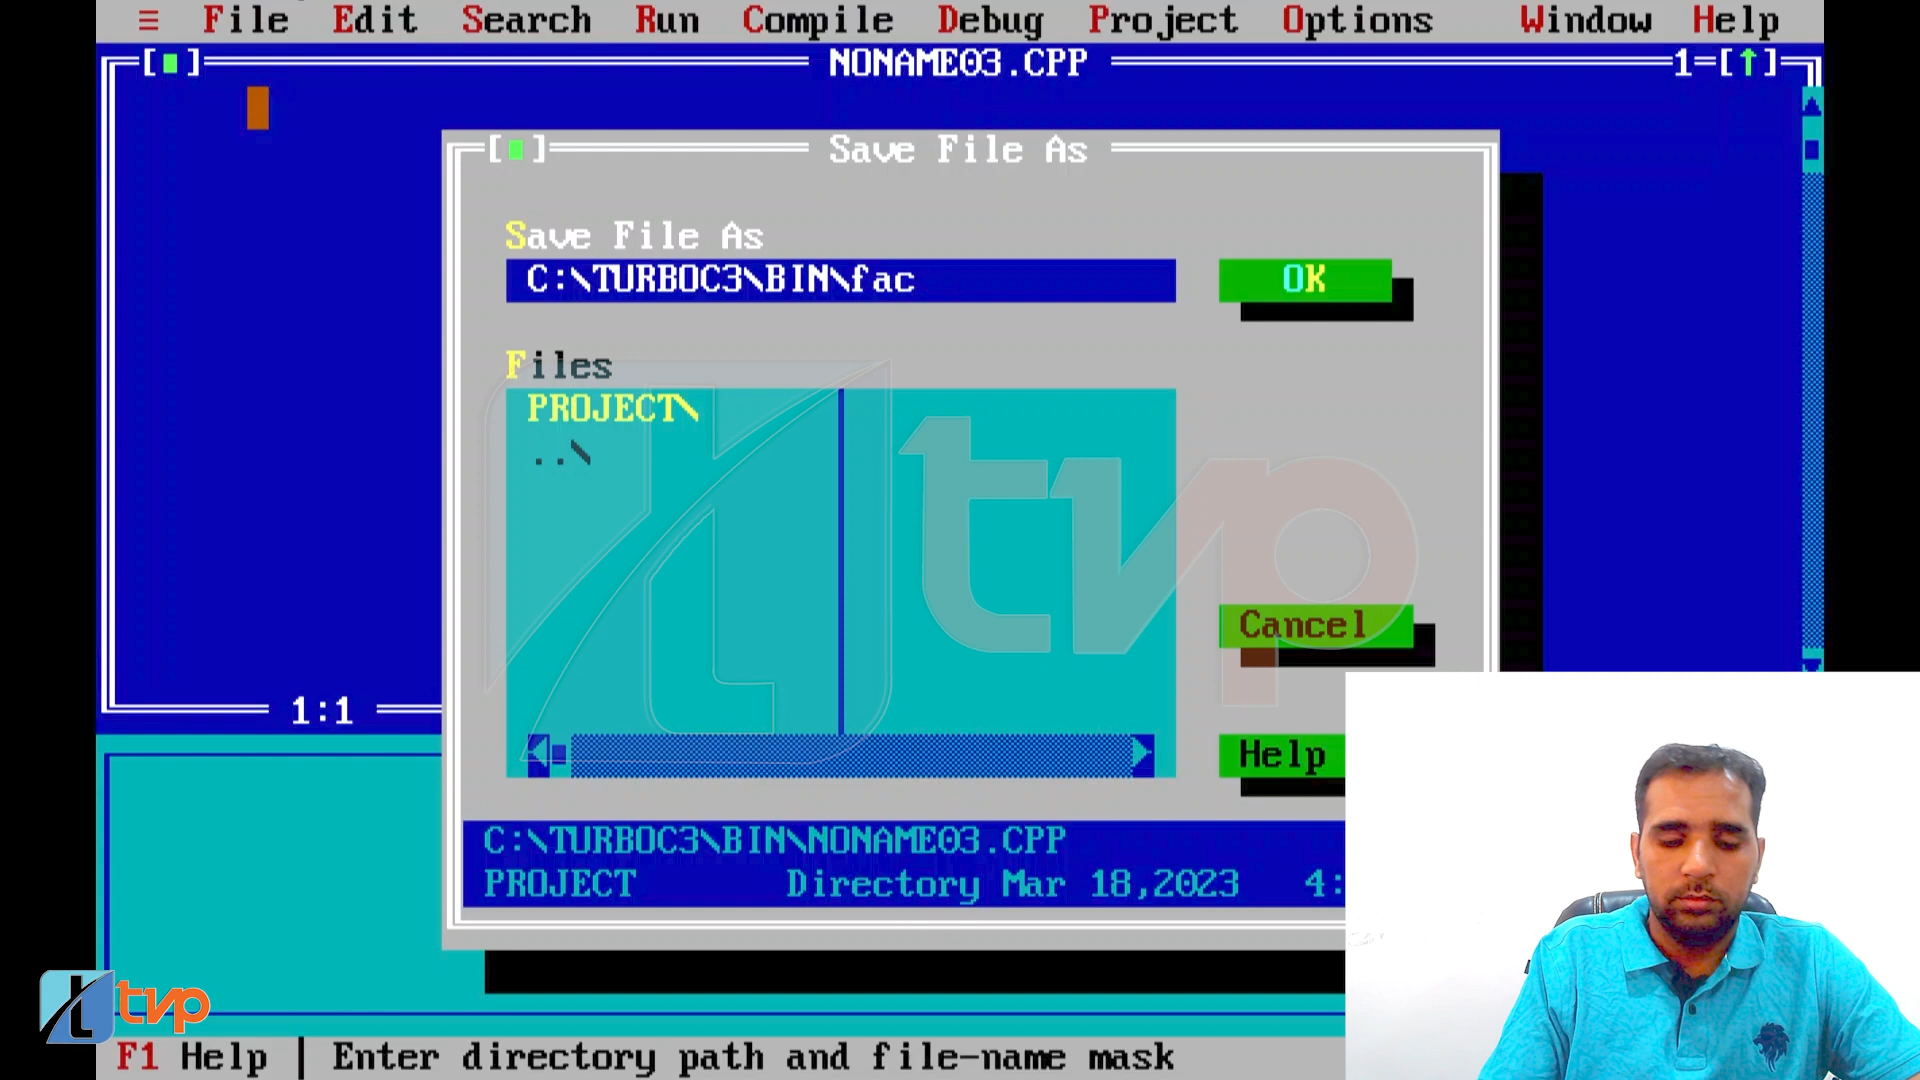 ≡ File Edit Search Run Compile Debug Project Options Window Help
[■] NONAME03.CPP 1=[↑]
[■] Save File As
Save File As
C:\TURBOC3\BIN\fac OK
Files
PROJECT\
..\
tvp
Cancel
1:1
Help
C:\TURBOC3\BIN\NONAME03.CPP
PROJECT Directory Mar 18,2023 4:
tvp
F1 Help | Enter directory path and file-name mask